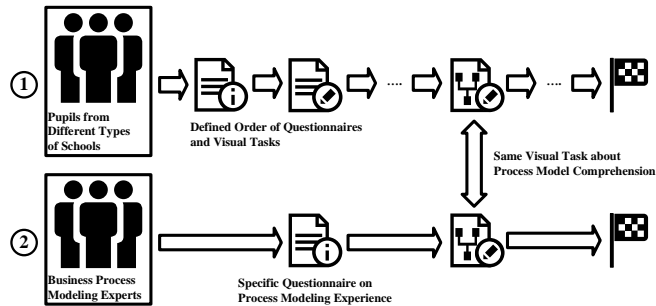 1
Pupils from
Different Types
of Schools
i
....
...
Defined Order of Questionnaires
and Visual Tasks
Same Visual Task about
Process Model Comprehension
2
Business Process
Modeling Experts
i
Specific Questionnaire on
Process Modeling Experience